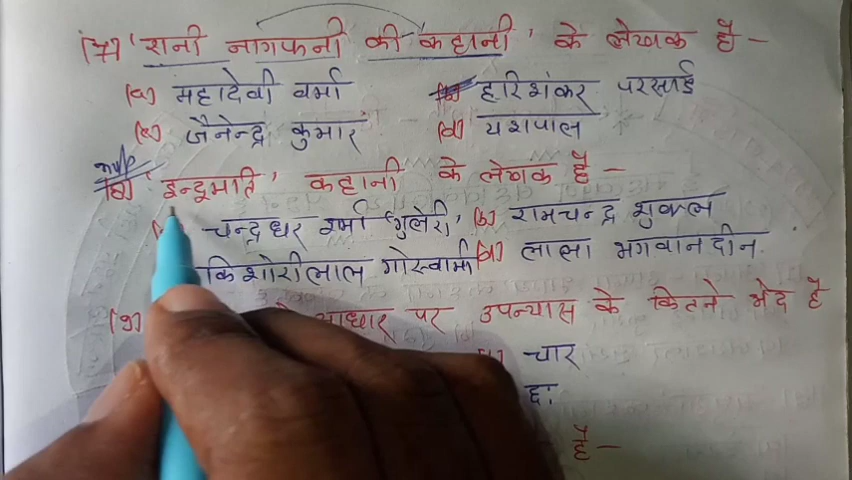 (7) 'रानी नागफनी की कहानी' के लेखक है -
(a) महादेवी वर्मा (b) हरिशंकर परसाई
(c) जैनेन्द्र कुमार (d) यशपाल
(8) 'इन्दूमति' कहानी के लेखक है -
चन्द्रधर शर्मा 'गुलेरी' (b) रामचन्द्र शुक्ल
किशोरीलाल गोस्वामी (d) लाला भगवानदीन
(9) आधार पर उपन्यास के कितने भेद है
चार
छः
है -